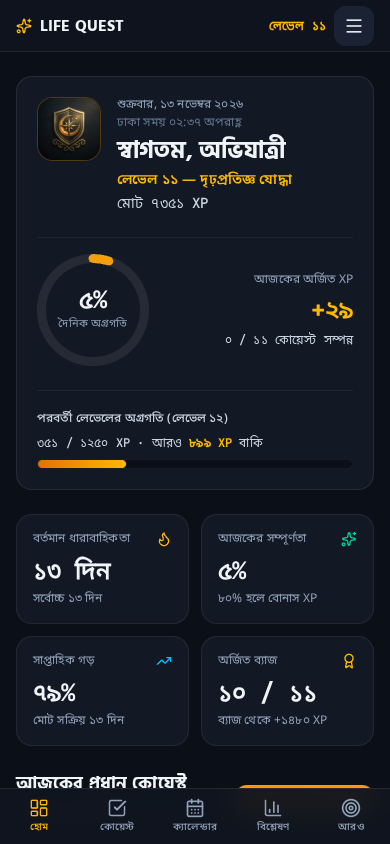 LIFE QUEST
লেভেল ১১
শুক্রবার, ১৩ নভেম্বর ২০২৬
ঢাকা সময় ০২:৩৭ অপরাহ্ণ
স্বাগতম, অভিযাত্রী
লেভেল ১১ — দৃঢ়প্রতিজ্ঞ যোদ্ধা
মোট ৭৩৫১ XP
৫%
দৈনিক অগ্রগতি
আজকের অর্জিত XP
+২৯
০ / ১১ কোয়েস্ট সম্পন্ন
পরবর্তী লেভেলের অগ্রগতি (লেভেল ১২)
৩৫১ / ১২৫০ XP · আরও ৮৯৯ XP বাকি
বর্তমান ধারাবাহিকতা
১৩ দিন
সর্বোচ্চ ১৩ দিন
আজকের সম্পূর্ণতা
৫%
৮০% হলে বোনাস XP
সাপ্তাহিক গড়
৭৯%
মোট সক্রিয় ১৩ দিন
অর্জিত ব্যাজ
১০ / ১১
ব্যাজ থেকে +১৪৮০ XP
আজকের প্রধান কোয়েস্ট
হোম
কোয়েস্ট
ক্যালেন্ডার
বিশ্লেষণ
আরও